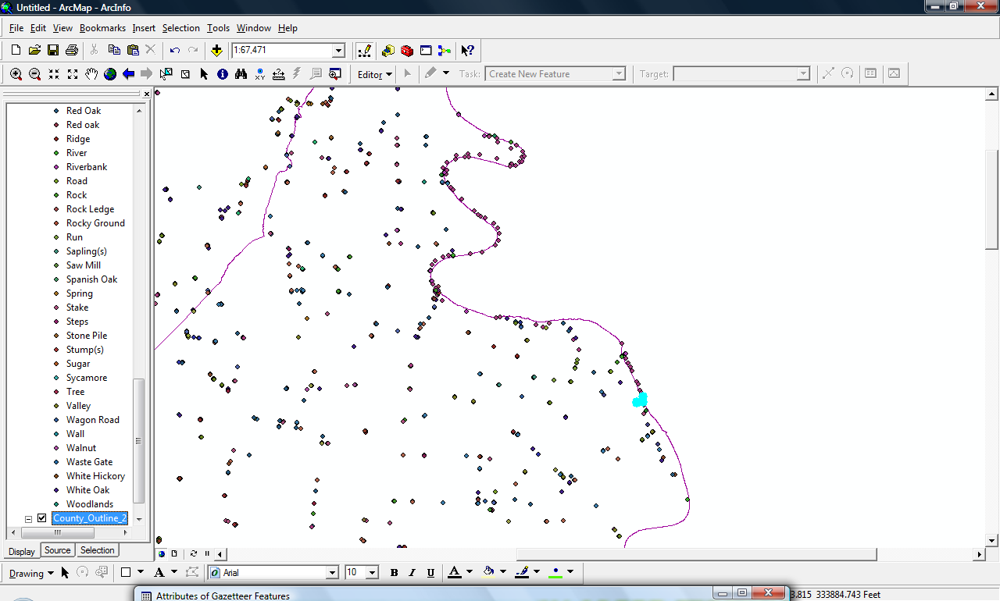 Untitled - ArcMap - ArcInfo
File Edit View Bookmarks Insert Selection Tools Window Help
1:67,471
Editor Task: Create New Feature Target:
Red Oak
Red oak
Ridge
River
Riverbank
Road
Rock
Rock Ledge
Rocky Ground
Run
Sapling(s)
Saw Mill
Spanish Oak
Spring
Stake
Steps
Stone Pile
Stump(s)
Sugar
Sycamore
Tree
Valley
Wagon Road
Wall
Walnut
Waste Gate
White Hickory
White Oak
Woodlands
County_Outline_2
Display Source Selection
Drawing A Arial 10 B I U A
Attributes of Gazetteer Features
3.815 333884.743 Feet